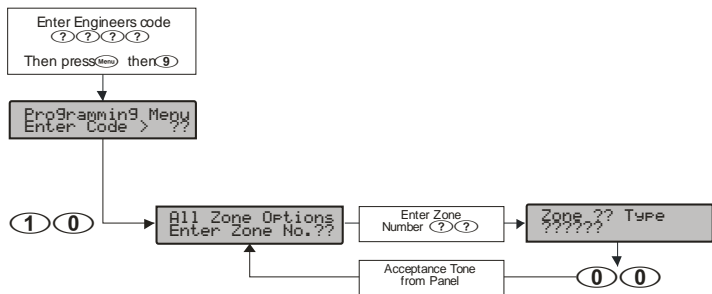 Enter Engineers code
? ? ? ?
Then press Menu then 9
Programming Menu
Enter Code > ??
1 0
All Zone Options
Enter Zone No.??
Enter Zone
Number ? ?
Zone ?? Type
??????
Acceptance Tone
from Panel
0 0